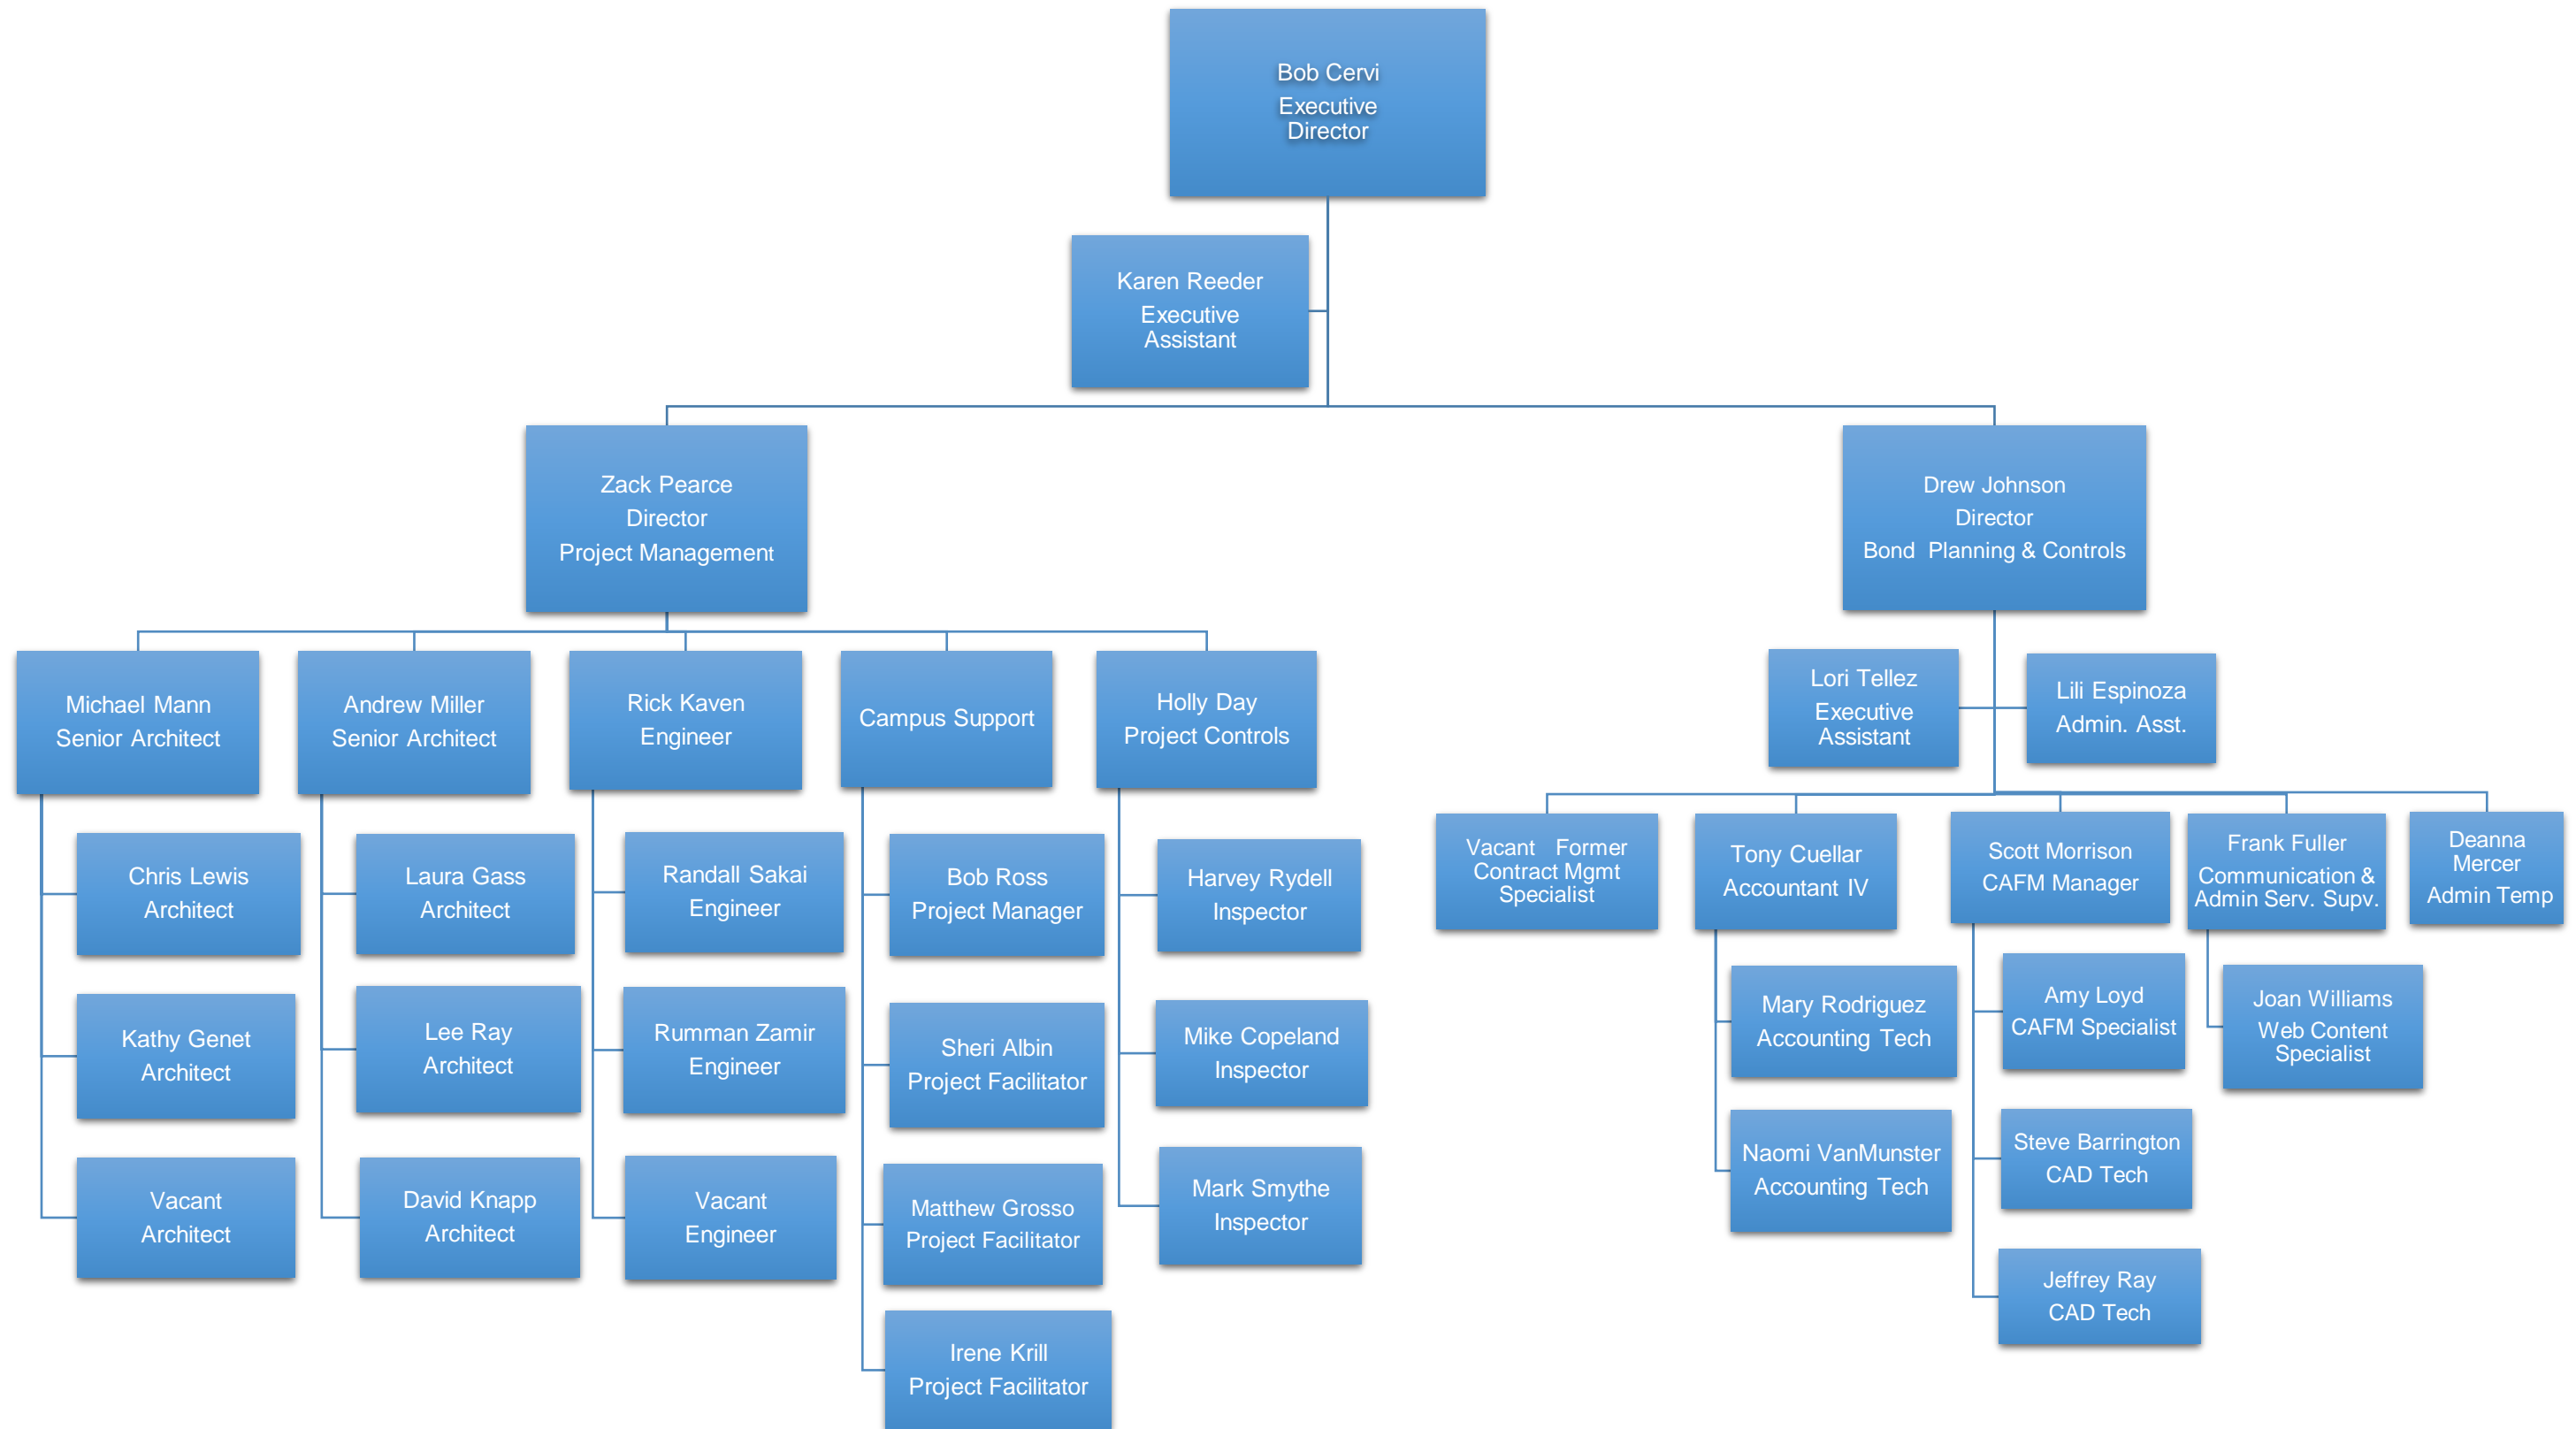 Bob Cervi
Executive
Director
Karen Reeder
Executive
Assistant
Zack Pearce
Director
Project Management
Drew Johnson
Director
Bond Planning & Controls
Michael Mann
Senior Architect
Andrew Miller
Senior Architect
Rick Kaven
Engineer
Campus Support
Holly Day
Project Controls
Lori Tellez
Executive
Assistant
Lili Espinoza
Admin. Asst.
Chris Lewis
Architect
Kathy Genet
Architect
Vacant
Architect
Laura Gass
Architect
Lee Ray
Architect
David Knapp
Architect
Randall Sakai
Engineer
Rumman Zamir
Engineer
Vacant
Engineer
Bob Ross
Project Manager
Sheri Albin
Project Facilitator
Matthew Grosso
Project Facilitator
Irene Krill
Project Facilitator
Harvey Rydell
Inspector
Mike Copeland
Inspector
Mark Smythe
Inspector
Vacant Former
Contract Mgmt
Specialist
Tony Cuellar
Accountant IV
Mary Rodriguez
Accounting Tech
Naomi VanMunster
Accounting Tech
Scott Morrison
CAFM Manager
Amy Loyd
CAFM Specialist
Steve Barrington
CAD Tech
Jeffrey Ray
CAD Tech
Frank Fuller
Communication &
Admin Serv. Supv.
Joan Williams
Web Content
Specialist
Deanna
Mercer
Admin Temp